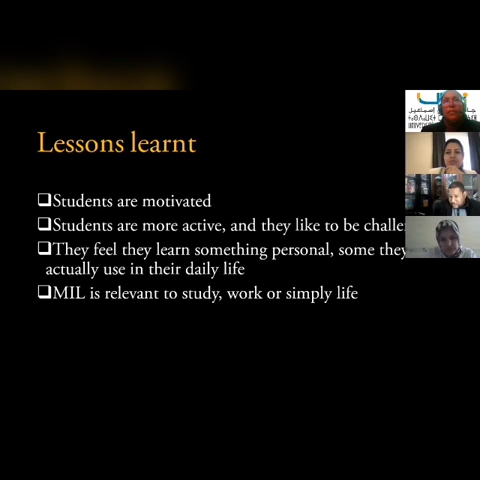 Lessons learnt
❑Students are motivated
❑Students are more active, and they like to be challe
❑They feel they learn something personal, some they
actually use in their daily life
❑MIL is relevant to study, work or simply life